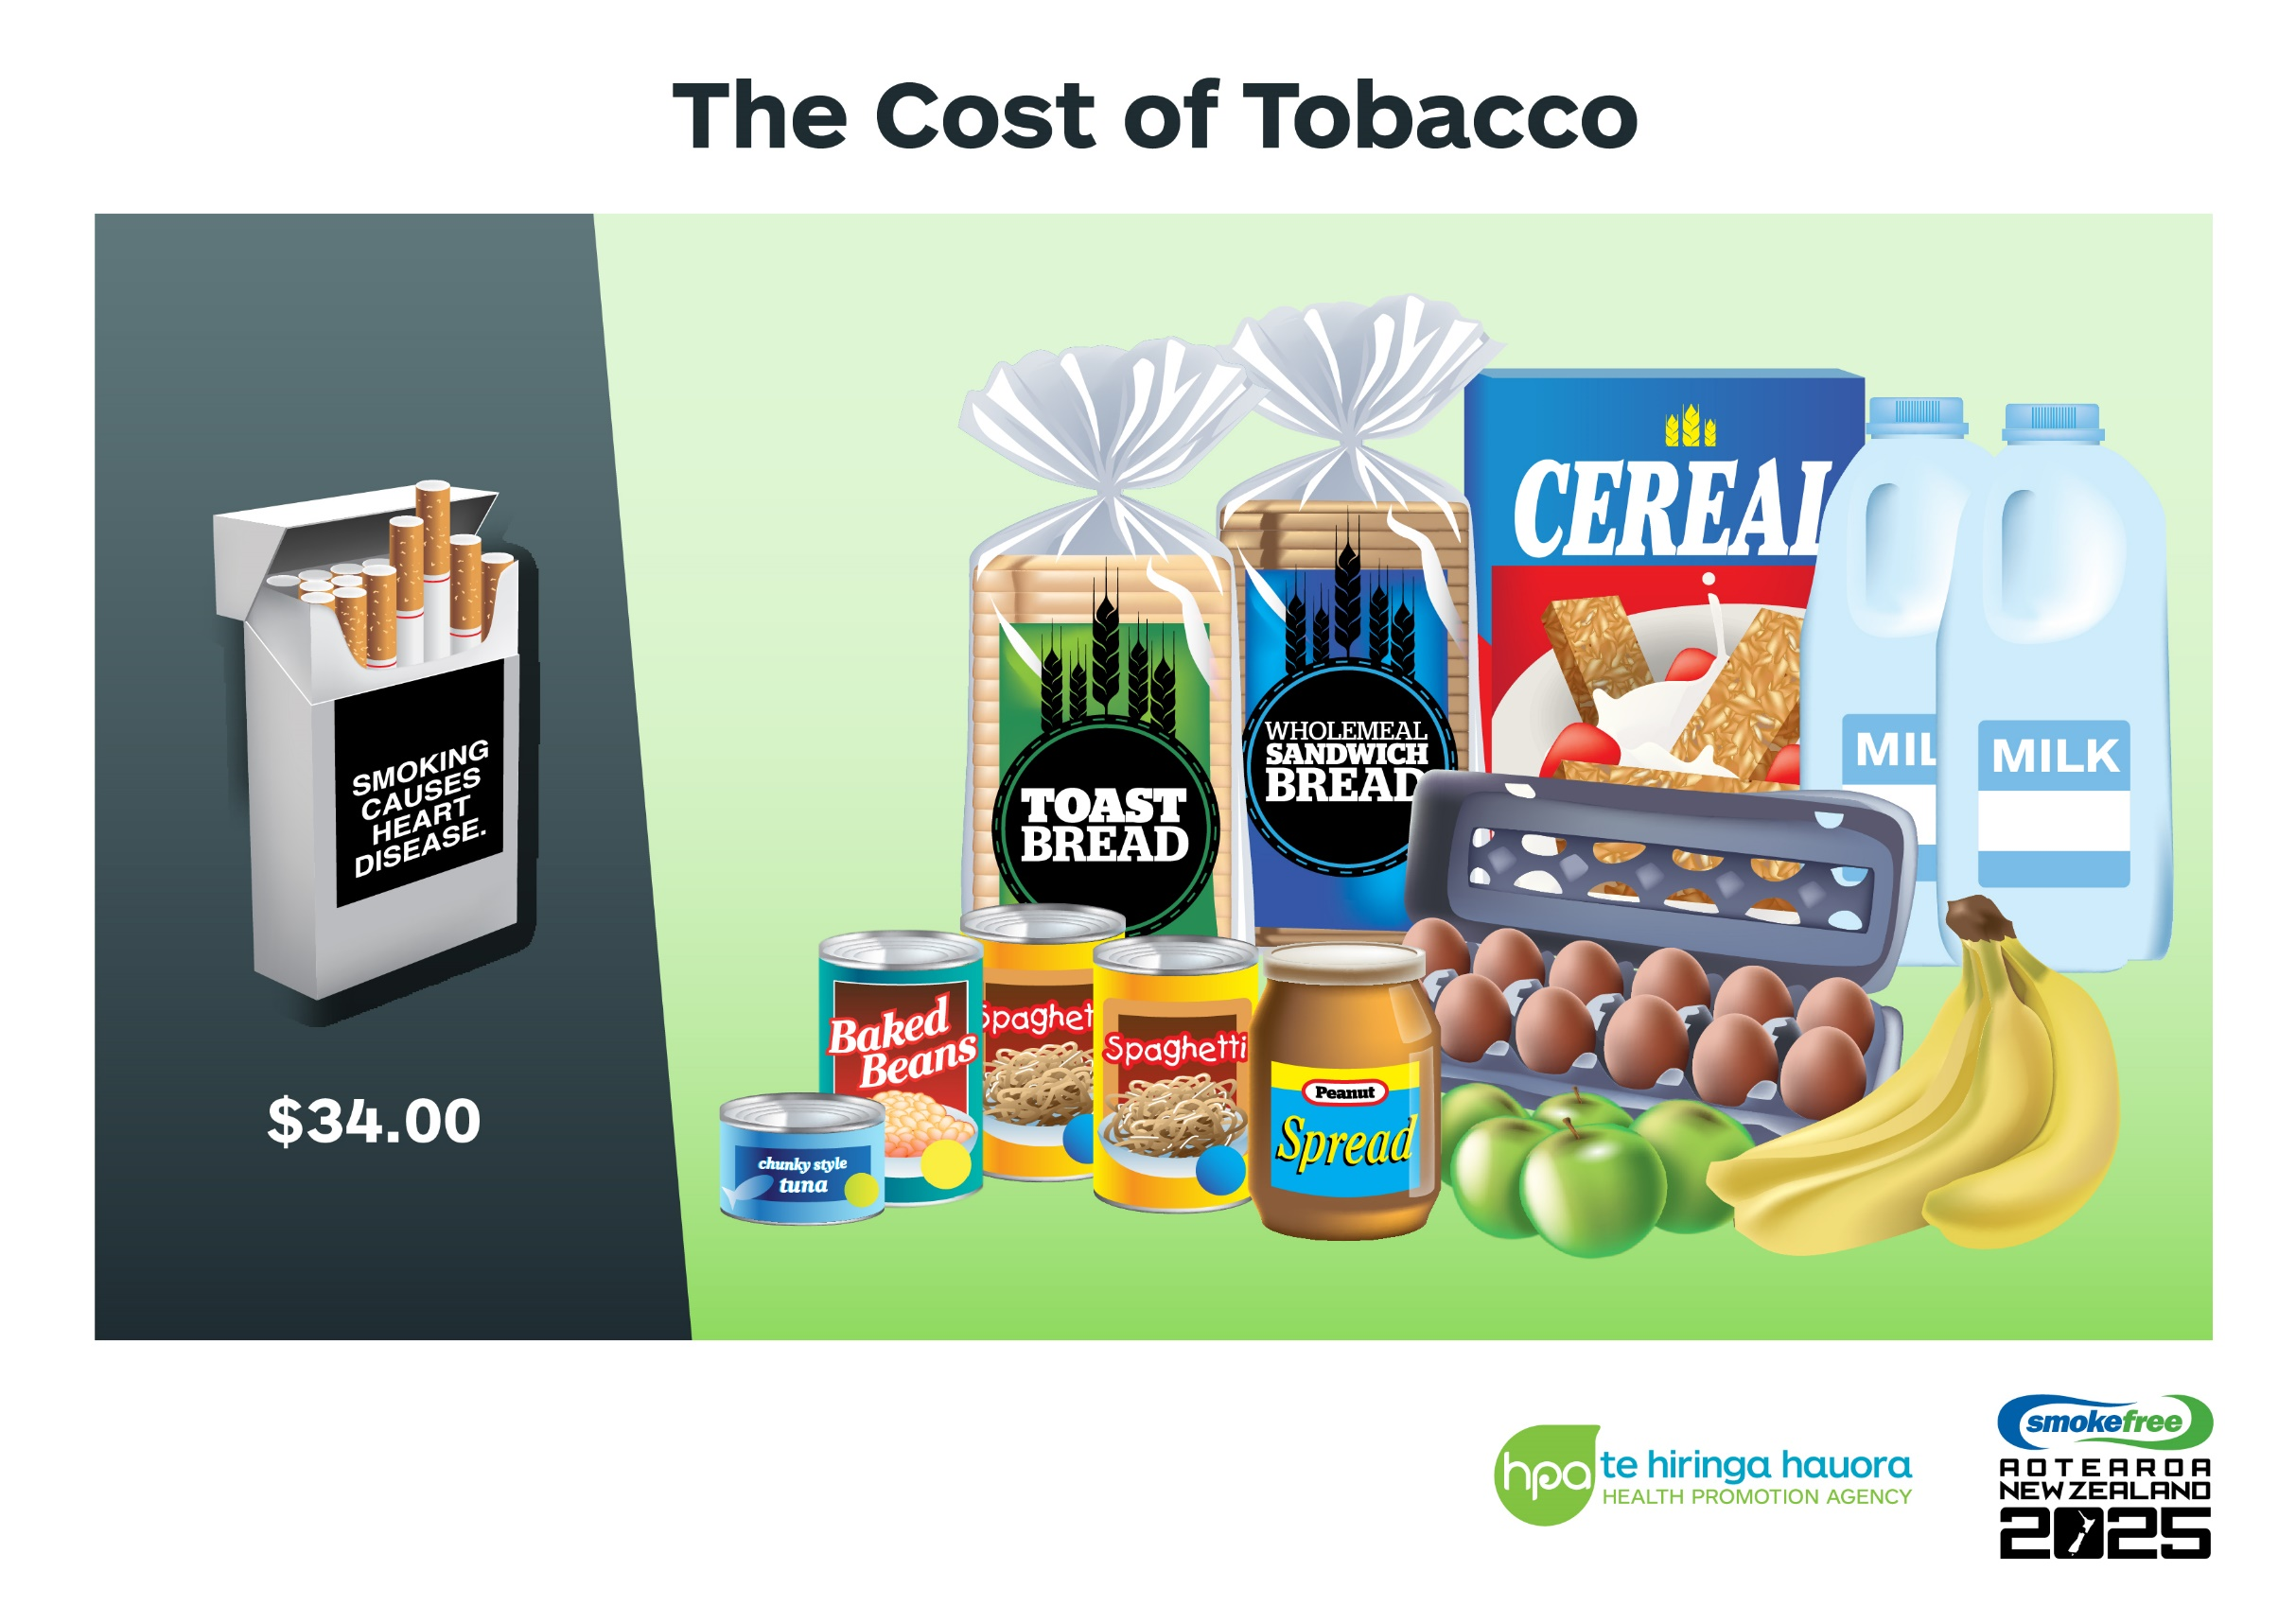 The Cost of Tobacco
SMOKING
CAUSES
HEART
DISEASE.
$34.00
TOAST
BREAD
WHOLEMEAL
SANDWICH
BREAD
CEREAL
MIL
MILK
Baked
Beans
Spaghet
Spaghetti
chunky style
tuna
Peanut
Spread
hpa
te hiringa hauora
HEALTH PROMOTION AGENCY
smokefree
AOTEAROA
NEW ZEALAND
2025